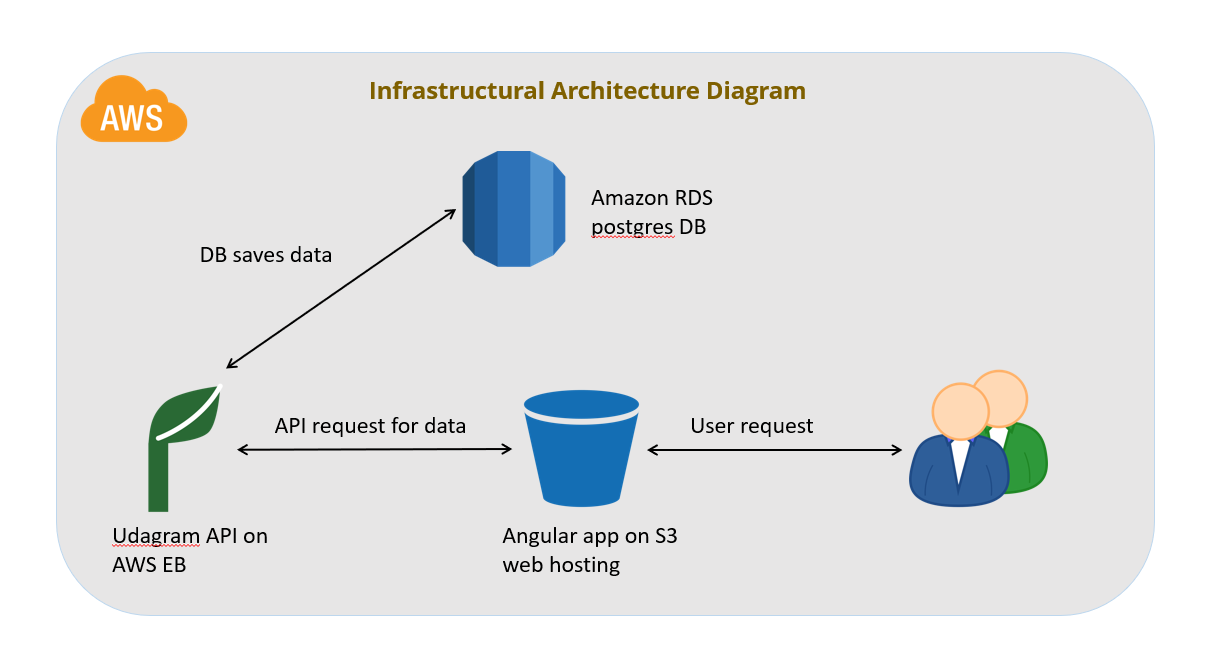 AWS
Infrastructural Architecture Diagram
Amazon RDS
postgres DB
DB saves data
API request for data
User request
Udagram API on
AWS EB
Angular app on S3
web hosting